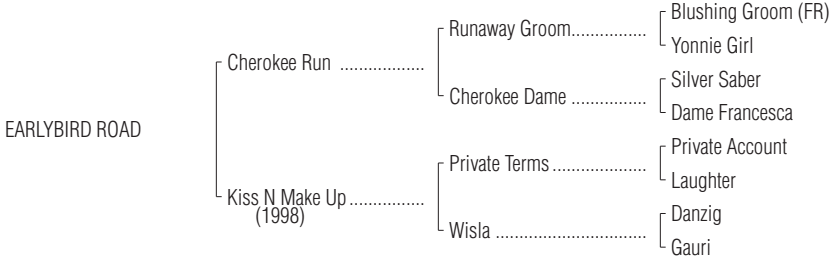 Blushing Groom (FR)
Runaway Groom................
Yonnie Girl
Cherokee Run ..................
Silver Saber
Cherokee Dame ................
Dame Francesca
EARLYBIRD ROAD
Private Account
Private Terms ....................
Laughter
Kiss N Make Up ................
(1998)
Danzig
Wisla ................................
Gauri